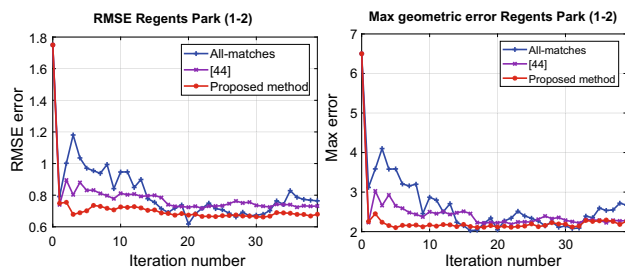 RMSE Regents Park (1-2)
1.8
1.6
1.4
1.2
1
0.8
0.6
0
10
20
30
RMSE error
Iteration number
All-matches
[44]
Proposed method
Max geometric error Regents Park (1-2)
7
6
5
4
3
2
0
10
20
30
Max error
Iteration number
All-matches
[44]
Proposed method